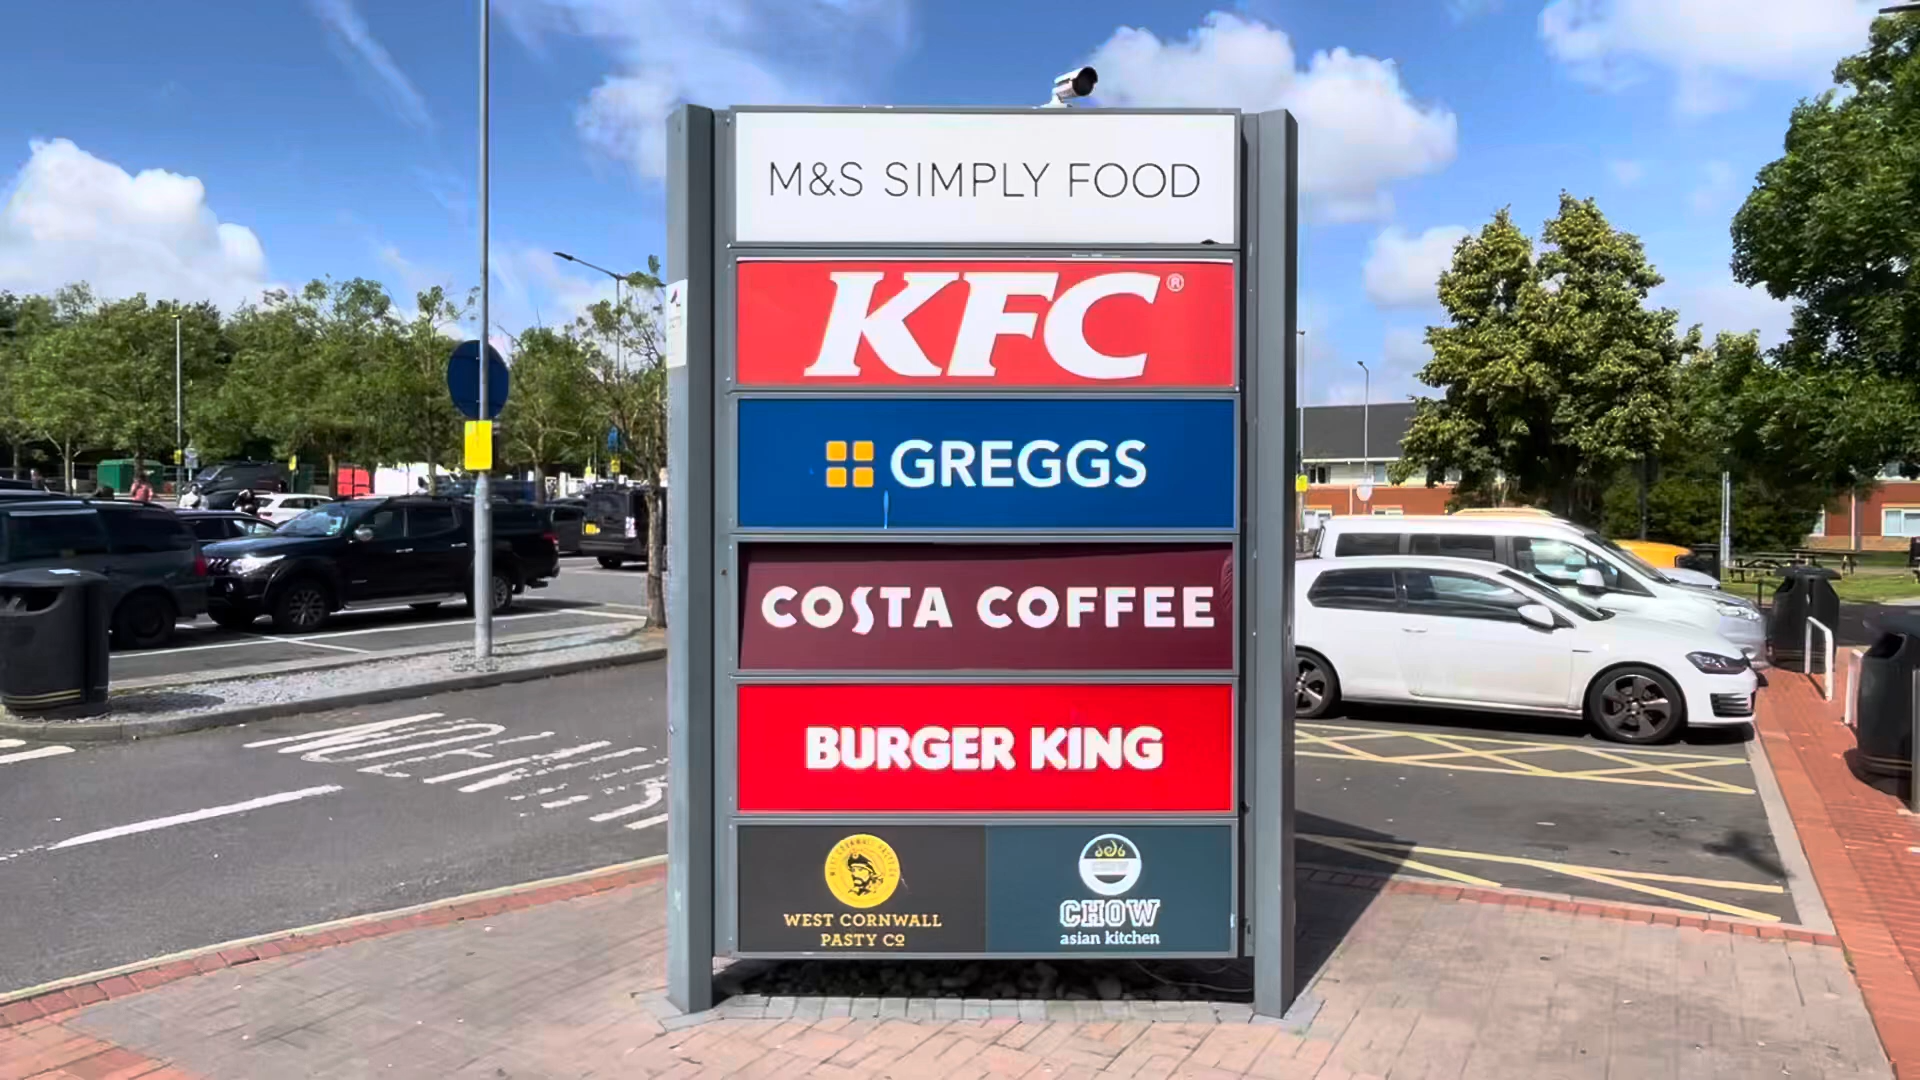 M&S SIMPLY FOOD
KFC®
GREGGS
COSTA COFFEE
BURGER KING
WEST CORNWALL
PASTY Cº
CHOW
asian kitchen